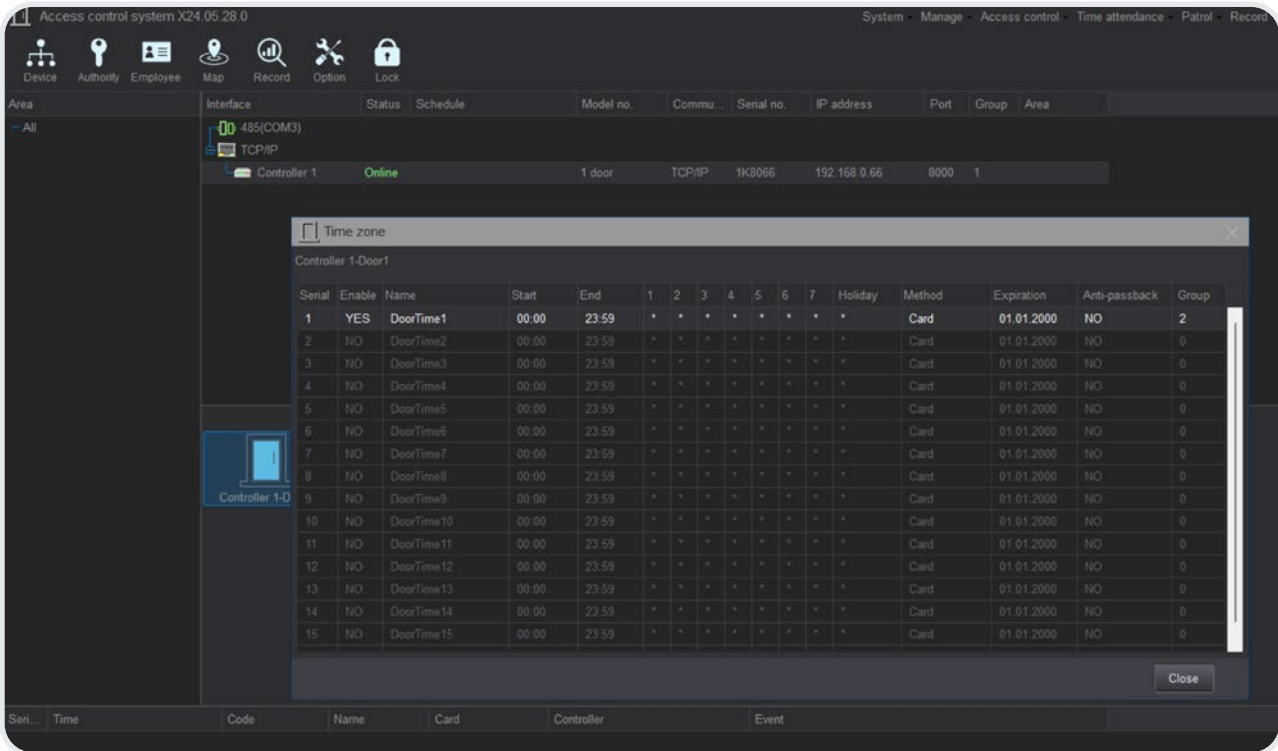 Access control system X24.05.28.0 System Manage Access control Time attendance Patrol Record
Device Authority Employee Map Record Option Lock
Area Interface Status Schedule Model no. Commu... Serial no. IP address Port Group Area
All 485(COM3)
TCP/IP
Controller 1 Online 1 door TCP/IP 1K8066 192.168.0.66 8000 1
Time zone
Controller 1-Door1
Serial Enable Name Start End 1 2 3 4 5 6 7 Holiday Method Expiration Anti-passback Group
1 YES DoorTime1 00:00 23:59 * * * * * * * * Card 01.01.2000 NO 2
2 NO DoorTime2 00:00 23:59 * * * * * * * * Card 01.01.2000 NO 0
3 NO DoorTime3 00:00 23:59 * * * * * * * * Card 01.01.2000 NO 0
4 NO DoorTime4 00:00 23:59 * * * * * * * * Card 01.01.2000 NO 0
5 NO DoorTime5 00:00 23:59 * * * * * * * * Card 01.01.2000 NO 0
6 NO DoorTime6 00:00 23:59 * * * * * * * * Card 01.01.2000 NO 0
7 NO DoorTime7 00:00 23:59 * * * * * * * * Card 01.01.2000 NO 0
8 NO DoorTime8 00:00 23:59 * * * * * * * * Card 01.01.2000 NO 0
Controller 1-D
9 NO DoorTime9 00:00 23:59 * * * * * * * * Card 01.01.2000 NO 0
10 NO DoorTime10 00:00 23:59 * * * * * * * * Card 01.01.2000 NO 0
11 NO DoorTime11 00:00 23:59 * * * * * * * * Card 01.01.2000 NO 0
12 NO DoorTime12 00:00 23:59 * * * * * * * * Card 01.01.2000 NO 0
13 NO DoorTime13 00:00 23:59 * * * * * * * * Card 01.01.2000 NO 0
14 NO DoorTime14 00:00 23:59 * * * * * * * * Card 01.01.2000 NO 0
15 NO DoorTime15 00:00 23:59 * * * * * * * * Card 01.01.2000 NO 0
Close
Seri... Time Code Name Card Controller Event